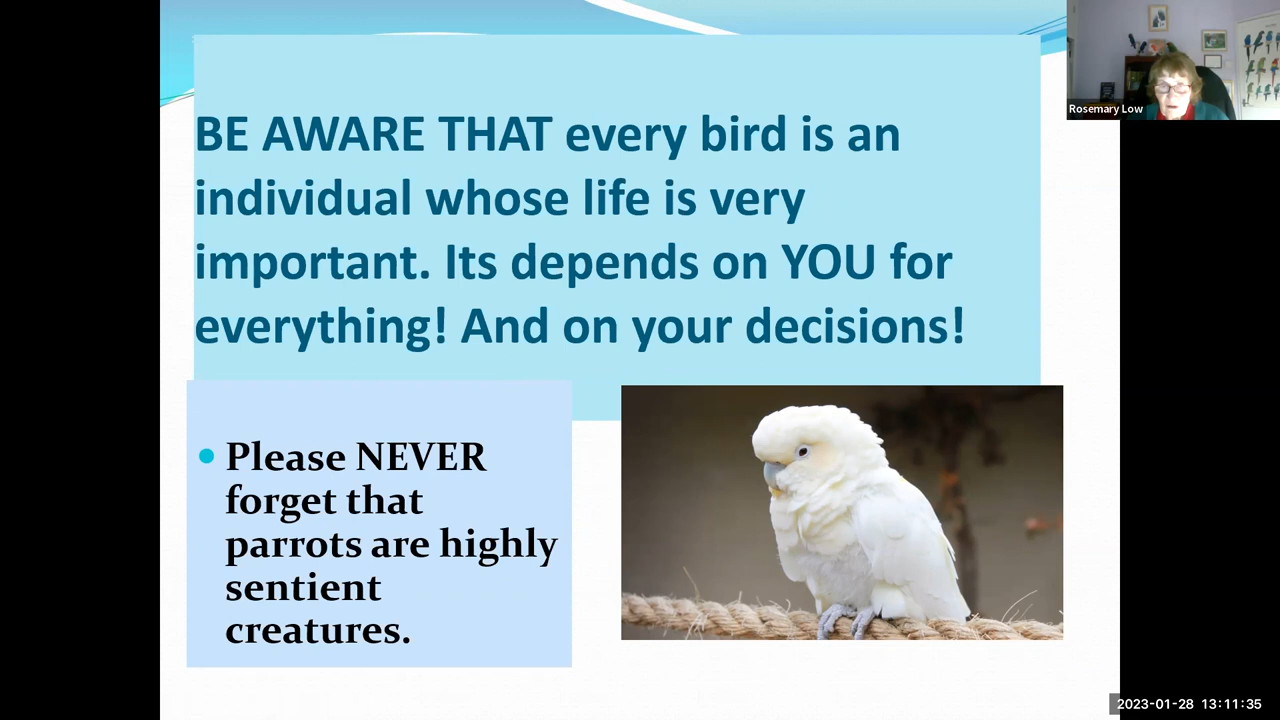 BE AWARE THAT every bird is an
individual whose life is very
important. Its depends on YOU for
everything! And on your decisions!
Please NEVER
forget that
parrots are highly
sentient
creatures.
Rosemary Low
2023-01-28 13:11:35